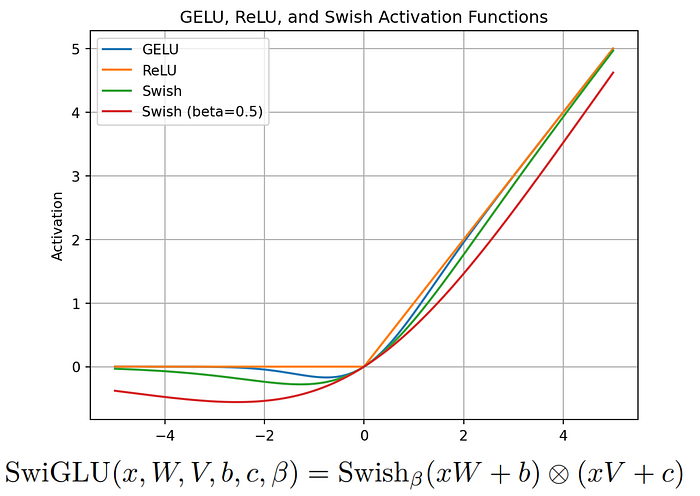 GELU, ReLU, and Swish Activation Functions
GELU
ReLU
Swish
Swish (beta=0.5)
Activation
5
4
3
2
1
0
−4 −2 0 2 4
SwiGLU(x, W, V, b, c, β) = Swishβ(xW + b) ⊗ (xV + c)